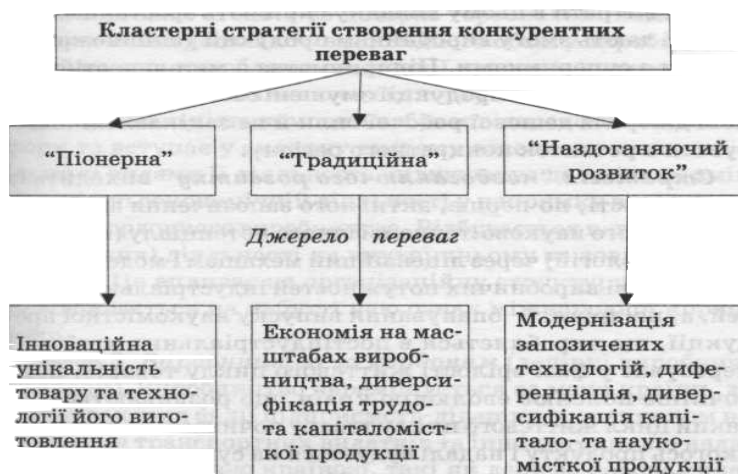 Кластерні стратегії створення конкурентних
переваг
“Піонерна”
“Традиційна”
“Наздоганяючий
розвиток”
Джерело переваг
Інноваційна
унікальність
товару та техно-
логії його виго-
товлення
Економія на мас-
штабах вироб-
ництва, диверси-
фікація трудо-
та капіталоміст-
кої продукції
Модернізація
запозичених
технологій, дифе-
ренціація, дивер-
сифікація капі-
тало- та науко-
місткої продукції